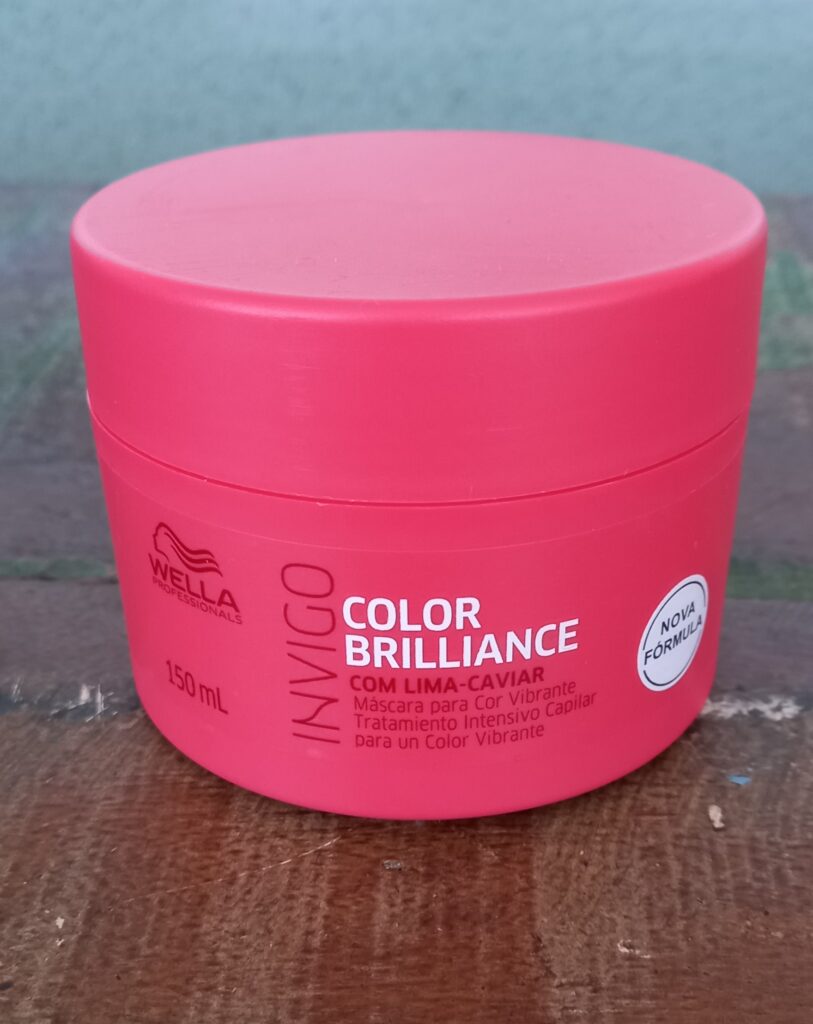 WELLA
PROFESSIONALS
150 mL
INVIGO
COLOR
BRILLIANCE
COM LIMA-CAVIAR
Máscara para Cor Vibrante
Tratamiento Intensivo Capilar
para un Color Vibrante
NOVA
FÓRMULA